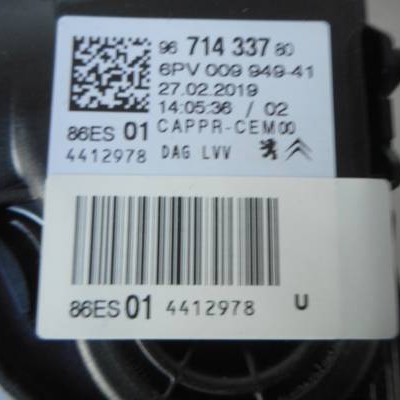 96 714 337 80
6PV 009 949-41
27.02.2019
14:05:36 / 02
86ES 01 CAPPR-CEM00
4412978 DAG LVV
86ES 01 4412978 U